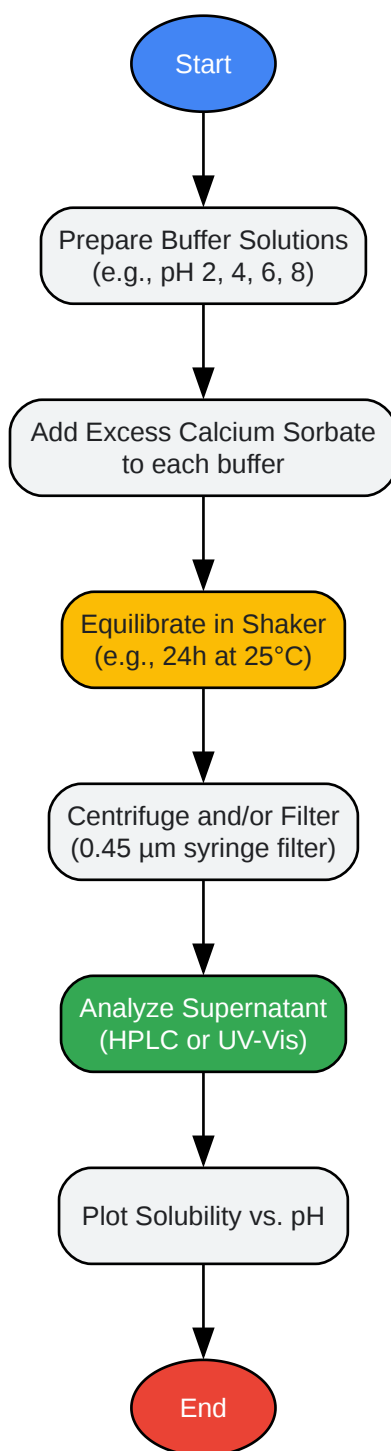 Start
Prepare Buffer Solutions
(e.g., pH 2, 4, 6, 8)
Add Excess Calcium Sorbate
to each buffer
Equilibrate in Shaker
(e.g., 24h at 25°C)
Centrifuge and/or Filter
(0.45 µm syringe filter)
Analyze Supernatant
(HPLC or UV-Vis)
Plot Solubility vs. pH
End